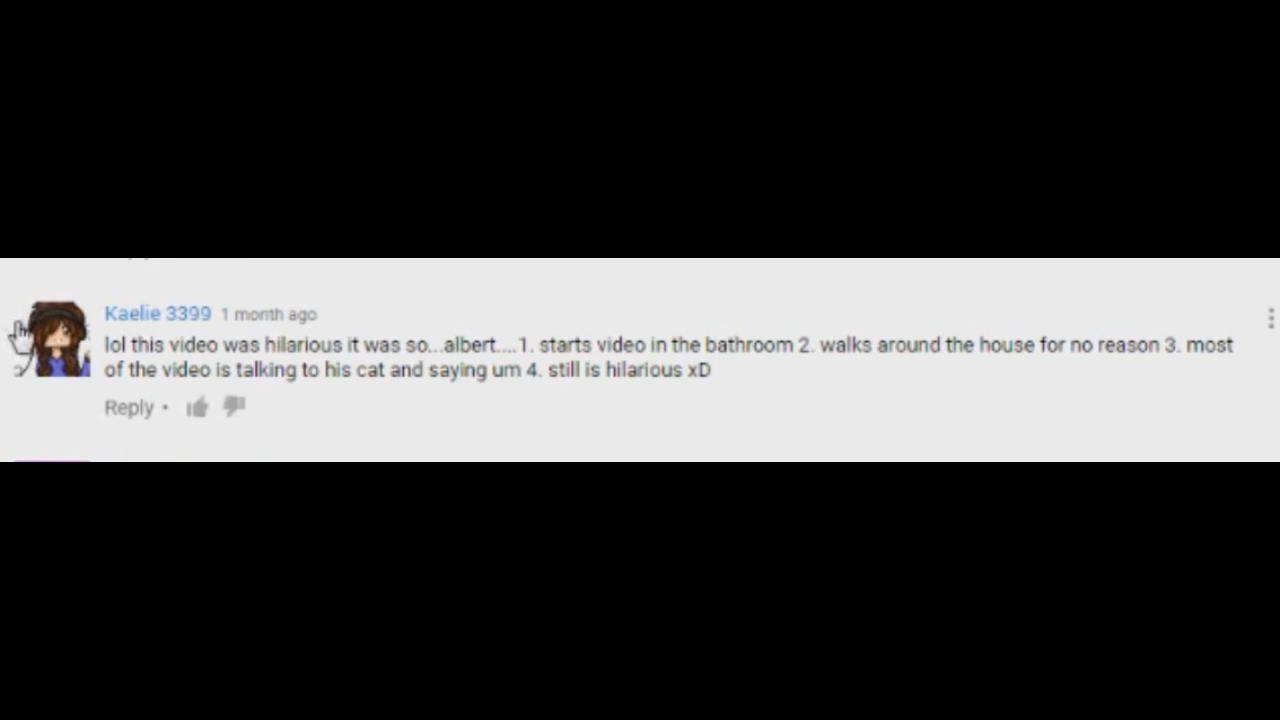 Kaelie 3399 1 month ago
lol this video was hilarious it was so...albert....1. starts video in the bathroom 2. walks around the house for no reason 3. most
of the video is talking to his cat and saying um 4. still is hilarious xD
Reply •